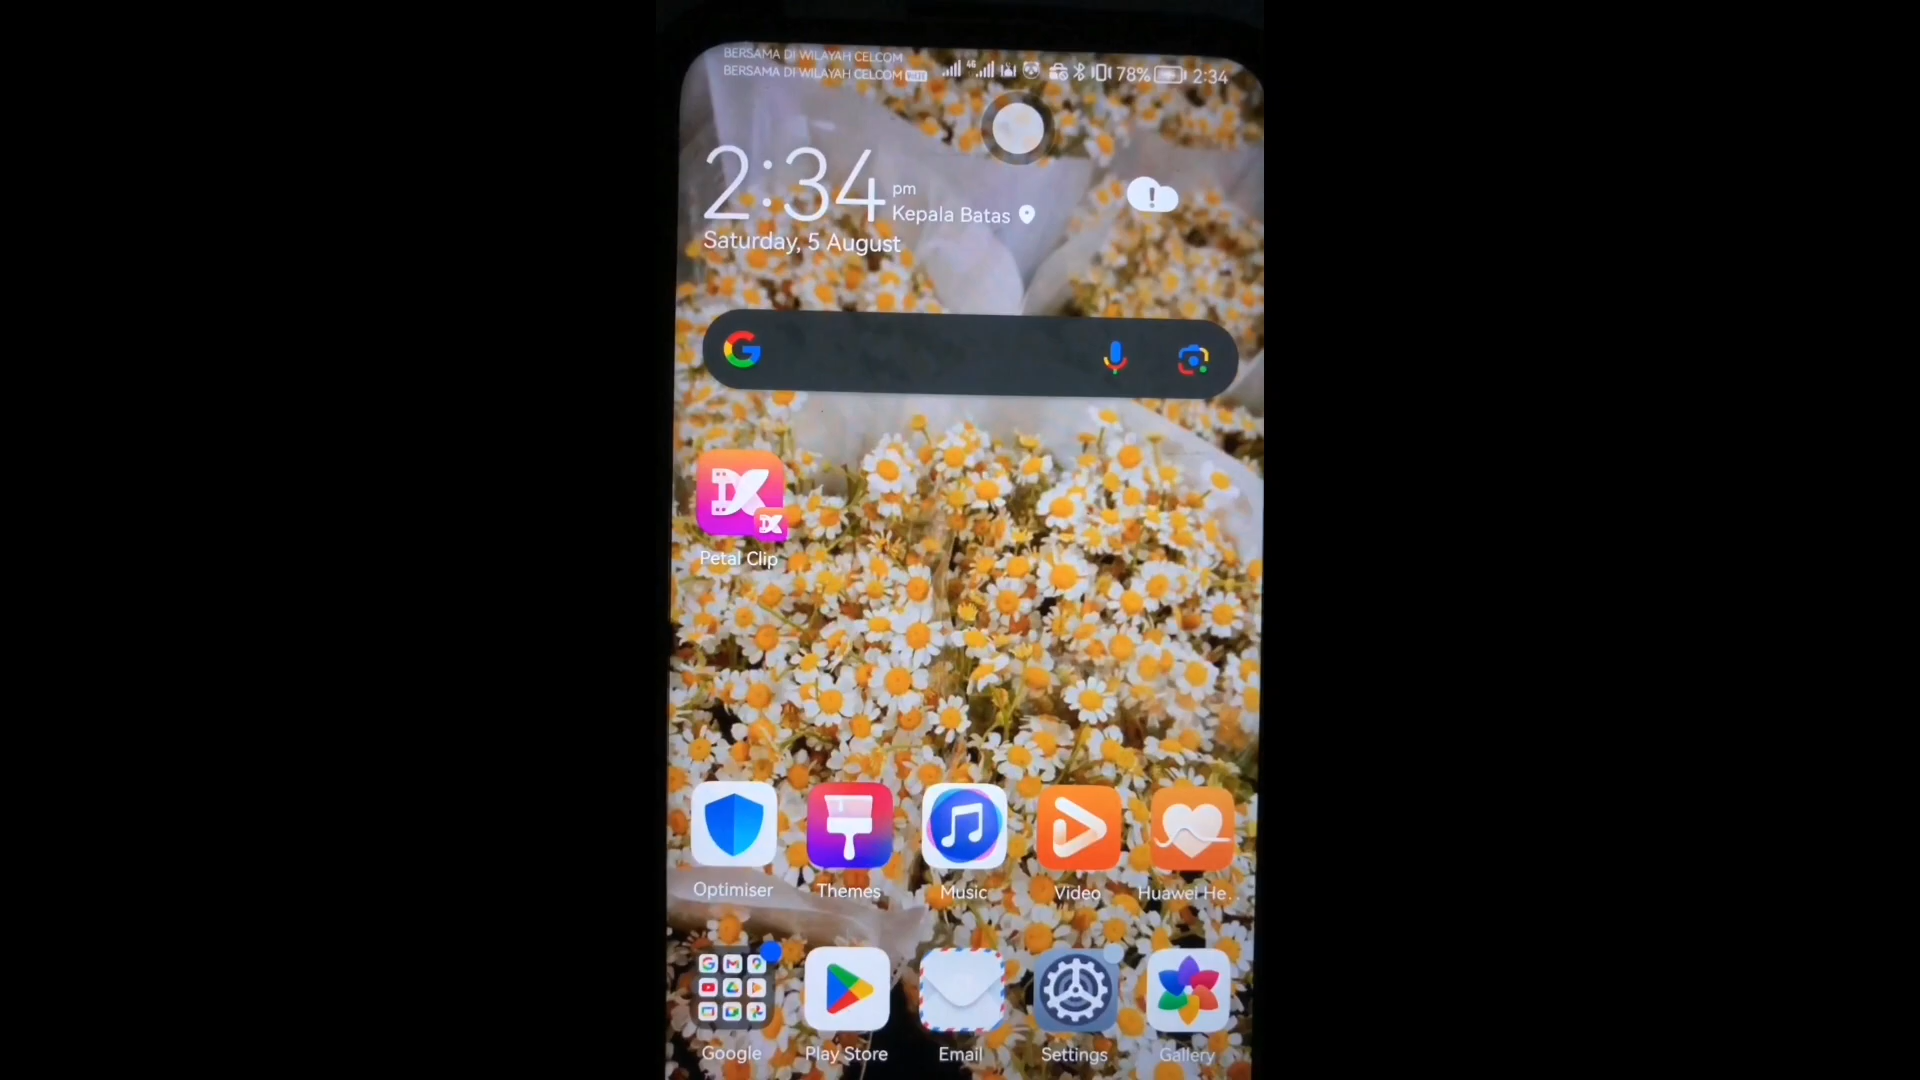 BERSAMA DI WILAYAH CELCOM
BERSAMA DI WILAYAH CELCOM
4G 78% 2:34
2:34 pm
Kepala Batas
Saturday, 5 August
Petal Clip
Optimiser Themes Music Video Huawei He..
Google Play Store Email Settings Gallery